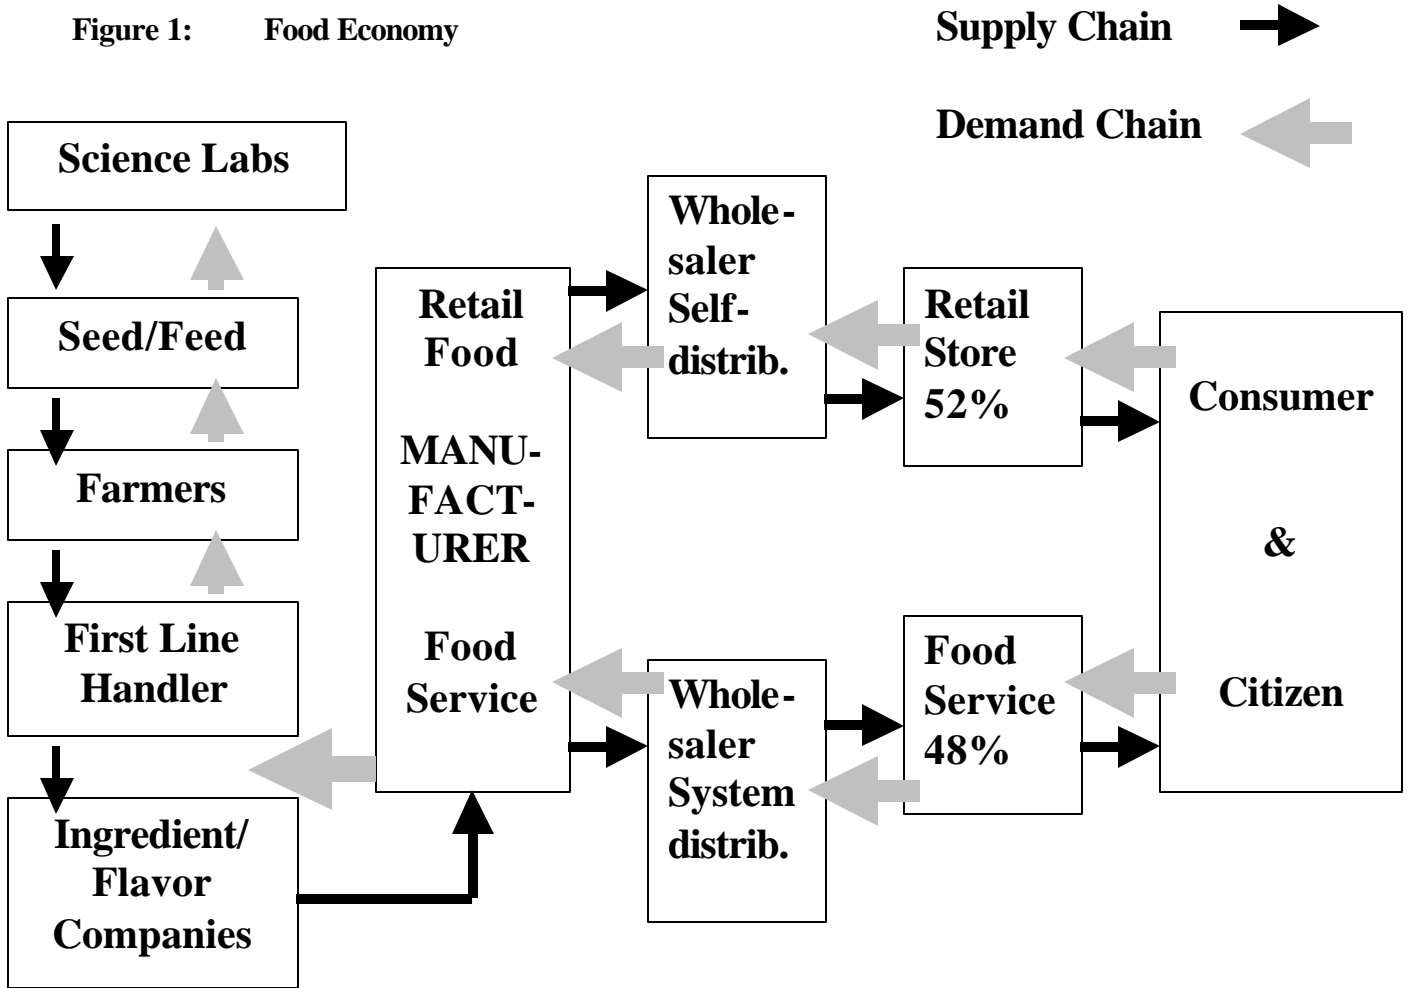 Figure 1: Food Economy
Supply Chain
Demand Chain
Science Labs
Seed/Feed
Farmers
First Line
Handler
Ingredient/
Flavor
Companies
Retail
Food
MANU-
FACT-
URER
Food
Service
Whole-
saler
Self-
distrib.
Whole-
saler
System
distrib.
Retail
Store
52%
Food
Service
48%
Consumer
&
Citizen